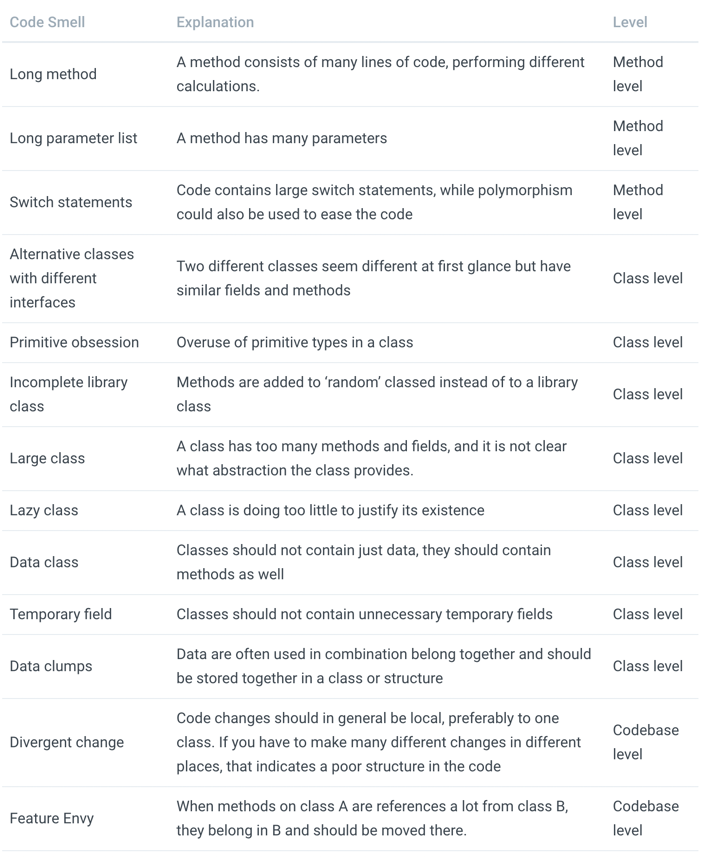 Code Smell Explanation Level
Long method
A method consists of many lines of code, performing different
calculations.
Method
level
Long parameter list
A method has many parameters
Method
level
Switch statements
Code contains large switch statements, while polymorphism
could also be used to ease the code
Method
level
Alternative classes
with different
interfaces
Two different classes seem different at first glance but have
similar fields and methods
Class level
Primitive obsession
Overuse of primitive types in a class
Class level
Incomplete library
class
Methods are added to ‘random’ classed instead of to a library
class
Class level
Large class
A class has too many methods and fields, and it is not clear
what abstraction the class provides.
Class level
Lazy class
A class is doing too little to justify its existence
Class level
Data class
Classes should not contain just data, they should contain
methods as well
Class level
Temporary field
Classes should not contain unnecessary temporary fields
Class level
Data clumps
Data are often used in combination belong together and should
be stored together in a class or structure
Class level
Divergent change
Code changes should in general be local, preferably to one
class. If you have to make many different changes in different
places, that indicates a poor structure in the code
Codebase
level
Feature Envy
When methods on class A are references a lot from class B,
they belong in B and should be moved there.
Codebase
level